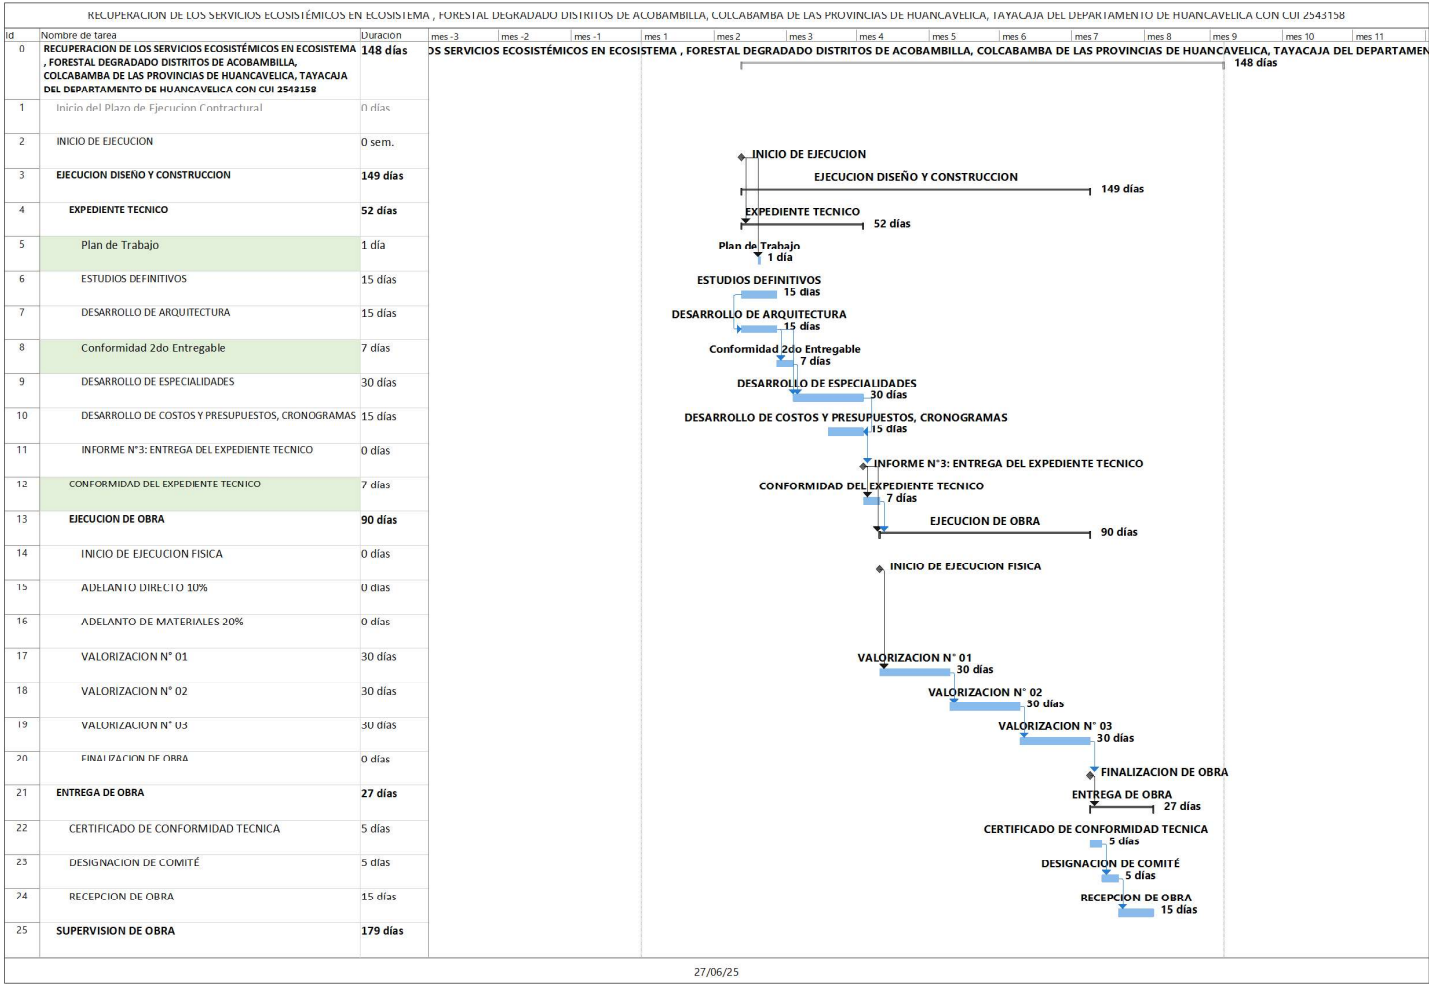 RECUPERACION DE LOS SERVICIOS ECOSISTÉMICOS EN ECOSISTEMA , FORESTAL DEGRADADO DISTRITOS DE ACOBAMBILLA, COLCABAMBA DE LAS PROVINCIAS DE HUANCAVELICA, TAYACAJA DEL DEPARTAMENTO DE HUANCAVELICA CON CUI 2543158
Id Nombre de tarea Duración mes -3 mes -2 mes -1 mes 1 mes 2 mes 3 mes 4 mes 5 mes 6 mes 7 mes 8 mes 9 mes 10 mes 11
0 RECUPERACION DE LOS SERVICIOS ECOSISTÉMICOS EN ECOSISTEMA 148 días
, FORESTAL DEGRADADO DISTRITOS DE ACOBAMBILLA,
COLCABAMBA DE LAS PROVINCIAS DE HUANCAVELICA, TAYACAJA
DEL DEPARTAMENTO DE HUANCAVELICA CON CUI 2543158
OS SERVICIOS ECOSISTÉMICOS EN ECOSISTEMA , FORESTAL DEGRADADO DISTRITOS DE ACOBAMBILLA, COLCABAMBA DE LAS PROVINCIAS DE HUANCAVELICA, TAYACAJA DEL DEPARTAMEN
148 días
1 Inicio del Plazo de Ejecucion Contractural 0 días
2 INICIO DE EJECUCION 0 sem.
INICIO DE EJECUCION
3 EJECUCION DISEÑO Y CONSTRUCCION 149 días
EJECUCION DISEÑO Y CONSTRUCCION
149 días
4 EXPEDIENTE TECNICO 52 días
EXPEDIENTE TECNICO
52 días
5 Plan de Trabajo 1 día
Plan de Trabajo
1 día
6 ESTUDIOS DEFINITIVOS 15 días
ESTUDIOS DEFINITIVOS
15 días
7 DESARROLLO DE ARQUITECTURA 15 días
DESARROLLO DE ARQUITECTURA
15 días
8 Conformidad 2do Entregable 7 días
Conformidad 2do Entregable
7 días
9 DESARROLLO DE ESPECIALIDADES 30 días
DESARROLLO DE ESPECIALIDADES
30 días
10 DESARROLLO DE COSTOS Y PRESUPUESTOS, CRONOGRAMAS 15 días
DESARROLLO DE COSTOS Y PRESUPUESTOS, CRONOGRAMAS
15 días
11 INFORME N°3: ENTREGA DEL EXPEDIENTE TECNICO 0 días
INFORME N°3: ENTREGA DEL EXPEDIENTE TECNICO
12 CONFORMIDAD DEL EXPEDIENTE TECNICO 7 días
CONFORMIDAD DEL EXPEDIENTE TECNICO
7 días
13 EJECUCION DE OBRA 90 días
EJECUCION DE OBRA
90 días
14 INICIO DE EJECUCION FISICA 0 días
INICIO DE EJECUCION FISICA
15 ADELANTO DIRECTO 10% 0 días
16 ADELANTO DE MATERIALES 20% 0 días
17 VALORIZACION N° 01 30 días
VALORIZACION N° 01
30 días
18 VALORIZACION N° 02 30 días
VALORIZACION N° 02
30 días
19 VALORIZACION N° 03 30 días
VALORIZACION N° 03
30 días
20 FINALIZACION DE OBRA 0 días
FINALIZACION DE OBRA
21 ENTREGA DE OBRA 27 días
ENTREGA DE OBRA
27 días
22 CERTIFICADO DE CONFORMIDAD TECNICA 5 días
CERTIFICADO DE CONFORMIDAD TECNICA
5 días
23 DESIGNACION DE COMITÉ 5 días
DESIGNACION DE COMITÉ
5 días
24 RECEPCION DE OBRA 15 días
RECEPCION DE OBRA
15 días
25 SUPERVISION DE OBRA 179 días
27/06/25